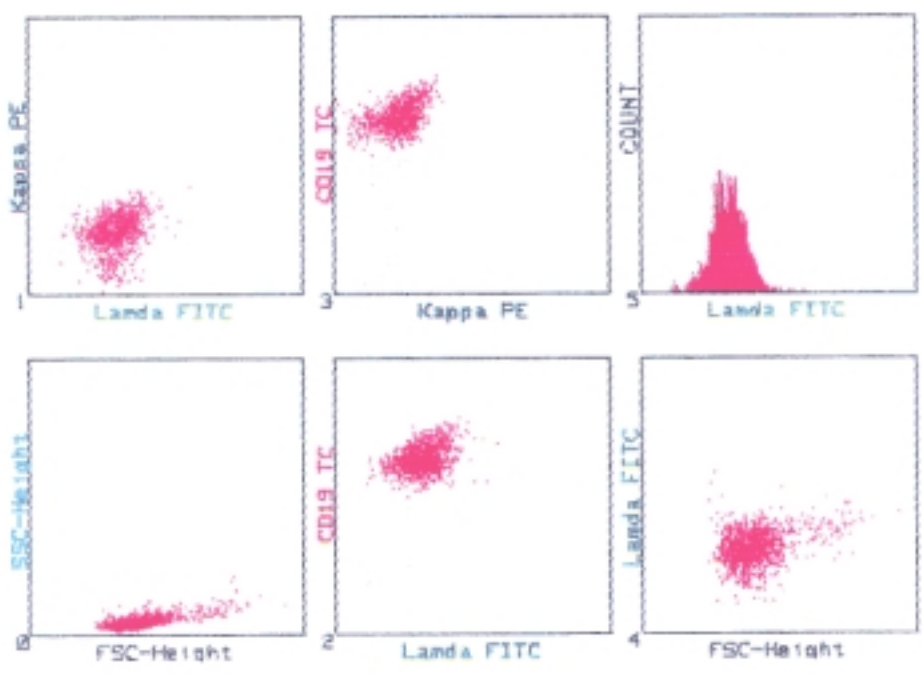 Kappa PE
1
Lamda FITC
CD19 TC
3
Kappa PE
COUNT
5
Lamda FITC
SSC-Height
0
FSC-Height
CD19 TC
2
Lamda FITC
Lamda FITC
4
FSC-Height